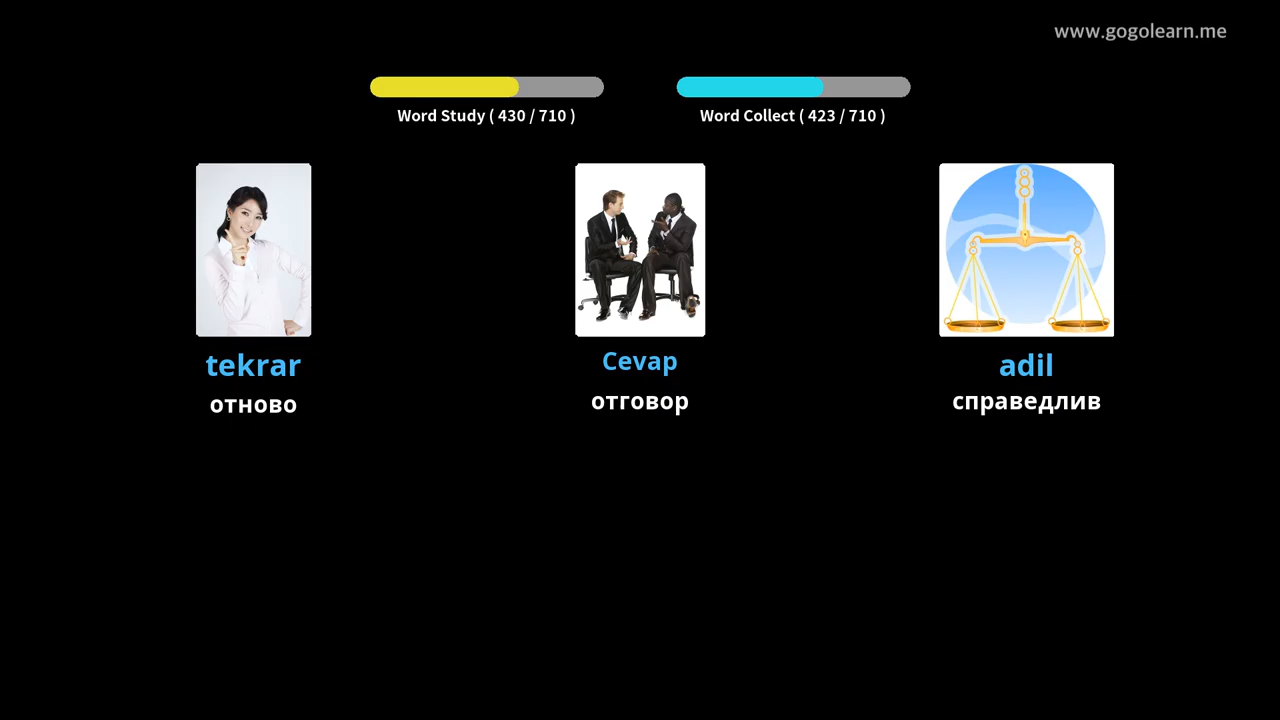 www.gogolearn.me
Word Study ( 430 / 710 )
Word Collect ( 423 / 710 )
tekrar
отново
Cevap
отговор
adil
справедлив